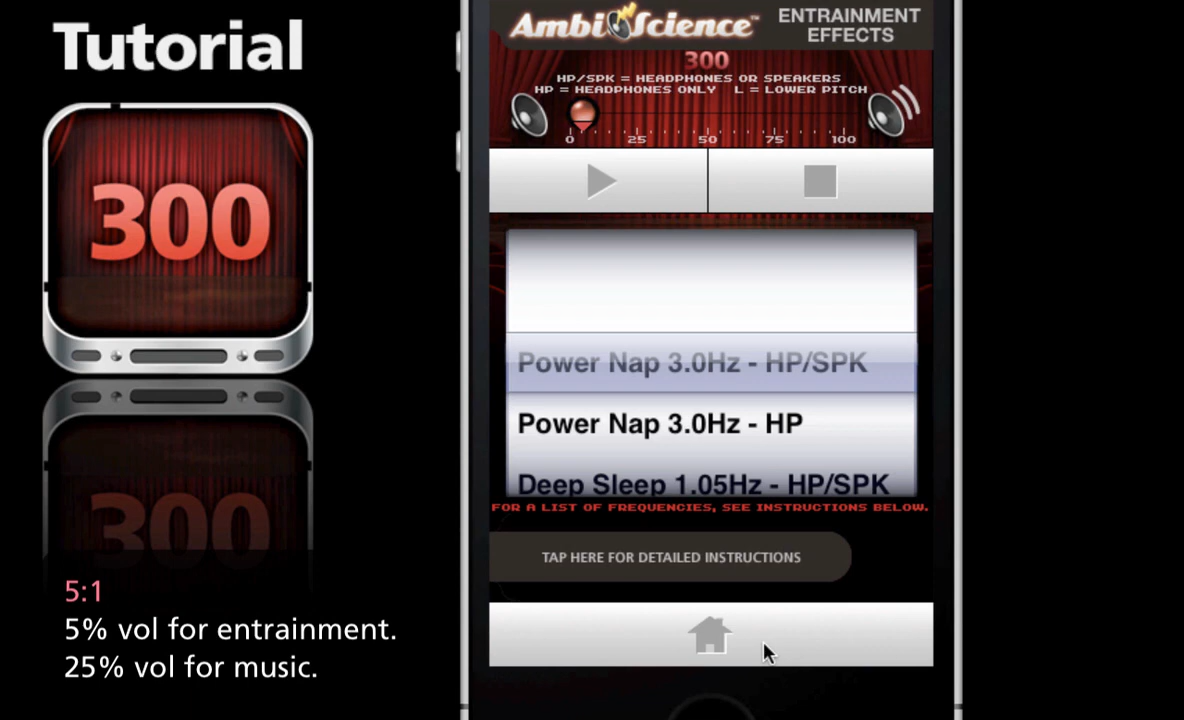 Tutorial
300
300
5:1
5% vol for entrainment.
25% vol for music.
AmbiScience™
ENTRAINMENT
EFFECTS
300
HP/SPK = HEADPHONES OR SPEAKERS
HP = HEADPHONES ONLY L = LOWER PITCH
0 25 50 75 100
Power Nap 3.0Hz - HP/SPK
Power Nap 3.0Hz - HP
Deep Sleep 1.05Hz - HP/SPK
FOR A LIST OF FREQUENCIES, SEE INSTRUCTIONS BELOW.
TAP HERE FOR DETAILED INSTRUCTIONS